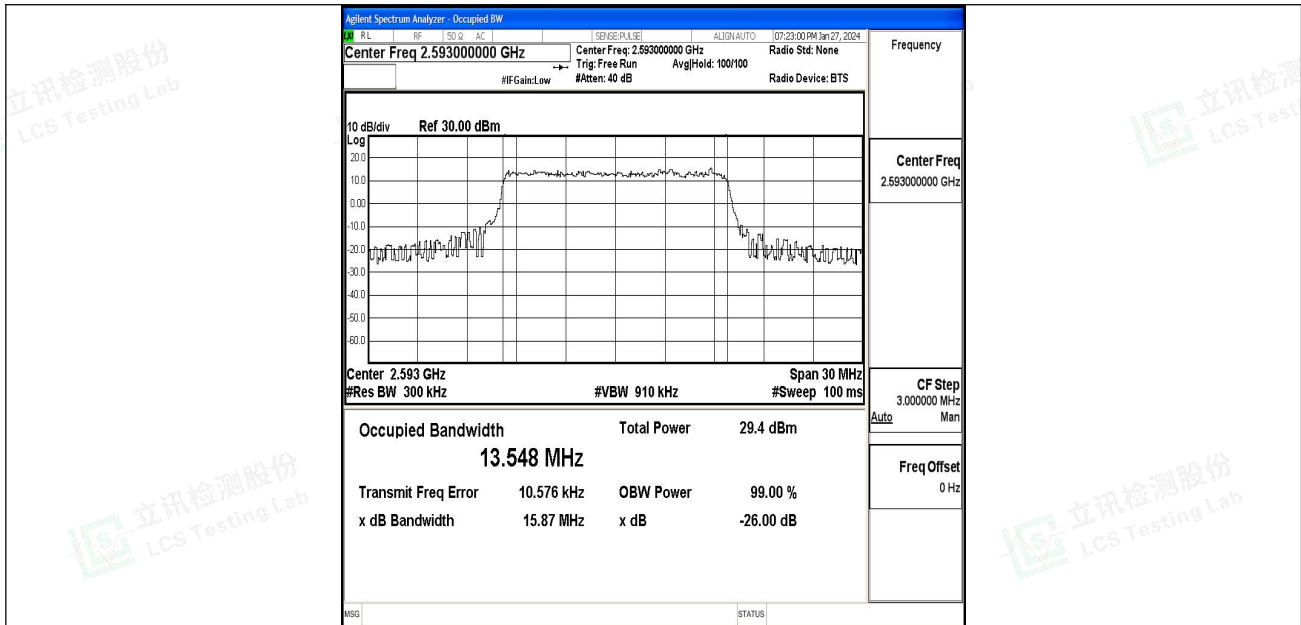 Agilent Spectrum Analyzer - Occupied BW
RL RF 50 Ω AC SENSE:PULSE ALIGN AUTO 07:23:00 PM Jan 27, 2024
Center Freq 2.593000000 GHz
Center Freq: 2.593000000 GHz
Radio Std: None
Trig: Free Run Avg|Hold: 100/100
#IFGain:Low #Atten: 40 dB Radio Device: BTS
10 dB/div Ref 30.00 dBm
Log
20.0
10.0
0.00
-10.0
-20.0
-30.0
-40.0
-50.0
-60.0
Center 2.593 GHz Span 30 MHz
#Res BW 300 kHz #VBW 910 kHz #Sweep 100 ms
Occupied Bandwidth Total Power 29.4 dBm
13.548 MHz
Transmit Freq Error 10.576 kHz OBW Power 99.00 %
x dB Bandwidth 15.87 MHz x dB -26.00 dB
MSG STATUS
Frequency
Center Freq
2.593000000 GHz
CF Step
3.000000 MHz
Auto Man
Freq Offset
0 Hz
立讯检测股份
LCS Testing Lab
立讯检测
LCS Test
立讯检测股份
LCS Testing Lab
立讯检测股份
LCS Testing Lab